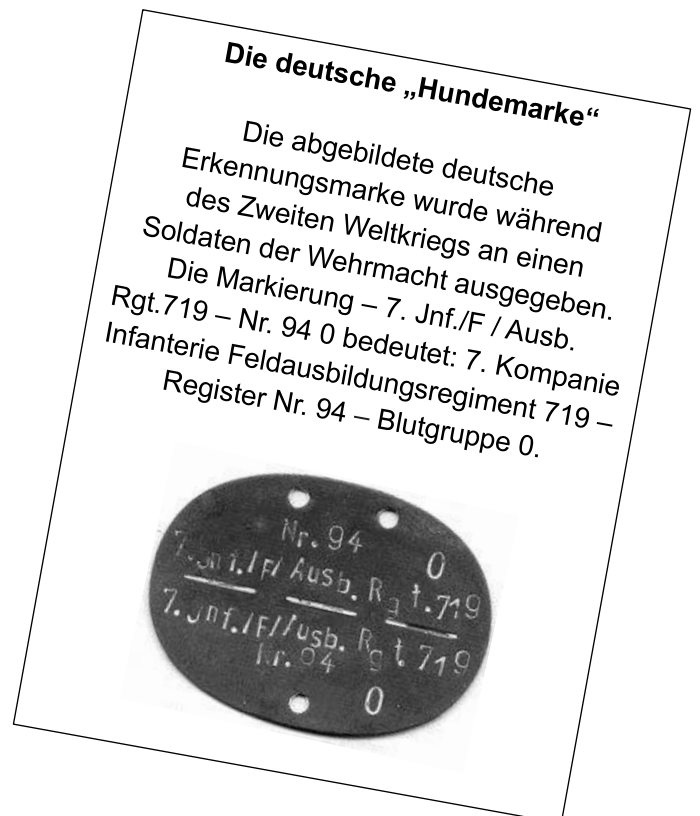 Die deutsche „Hundemarke“
Die abgebildete deutsche
Erkennungsmarke wurde während
des Zweiten Weltkriegs an einen
Soldaten der Wehrmacht ausgegeben.
Die Markierung – 7. Jnf./F / Ausb.
Rgt.719 – Nr. 94 0 bedeutet: 7. Kompanie
Infanterie Feldausbildungsregiment 719 –
Register Nr. 94 – Blutgruppe 0.
Nr. 94 0
7. Jnf./F/ Ausb. Rgt. 719
7. Jnf./F/Ausb. Rgt. 719
Nr. 94 0